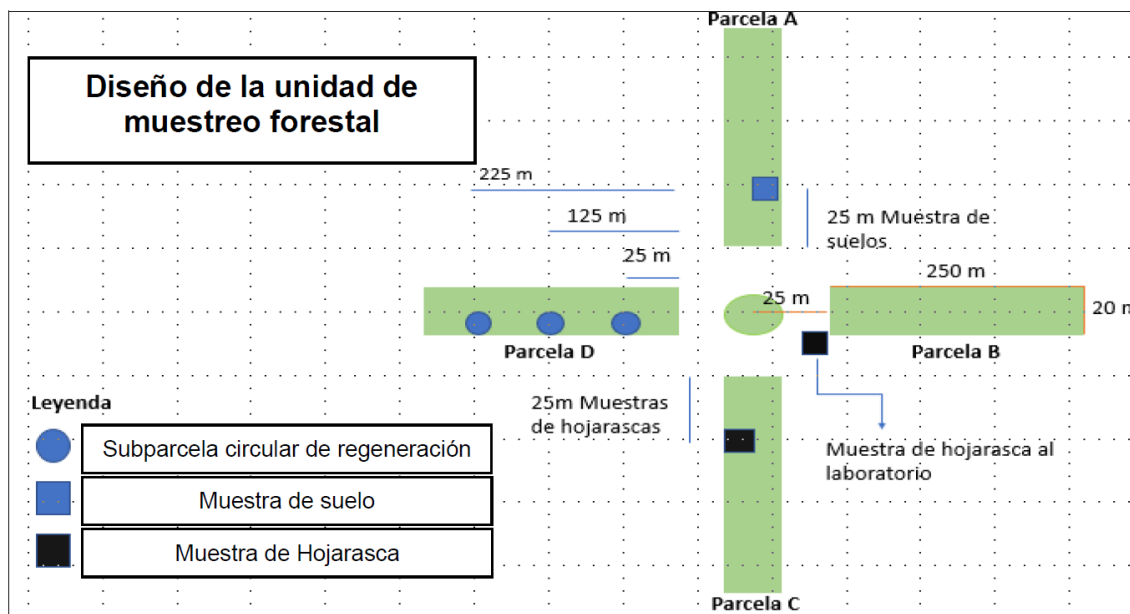 Parcela A
Diseño de la unidad de
muestreo forestal
225 m
125 m
25 m
25 m Muestra de
suelos
250 m
25 m
20 m
Parcela D
Parcela B
Leyenda
25m Muestras
de hojarascas
Subparcela circular de regeneración
Muestra de hojarasca al
laboratorio
Muestra de suelo
Muestra de Hojarasca
Parcela C